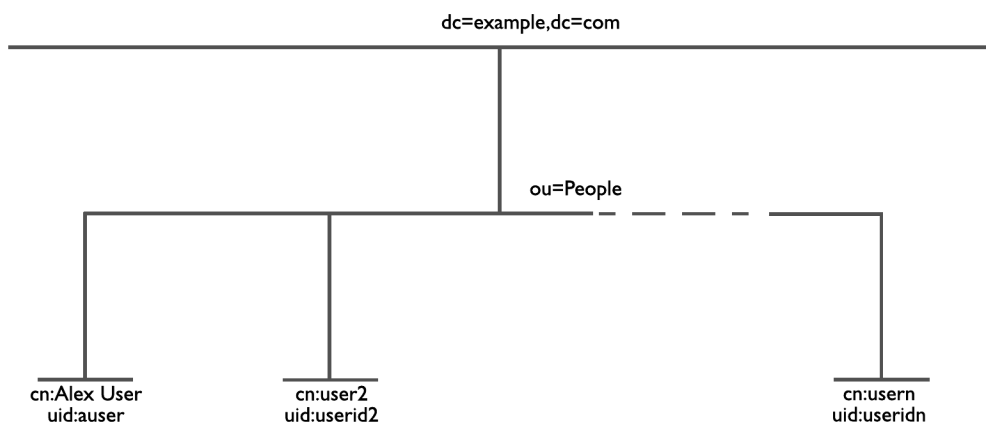 dc=example,dc=com
ou=People
cn:Alex User
uid:auser
cn:user2
uid:userid2
cn:usern
uid:useridn